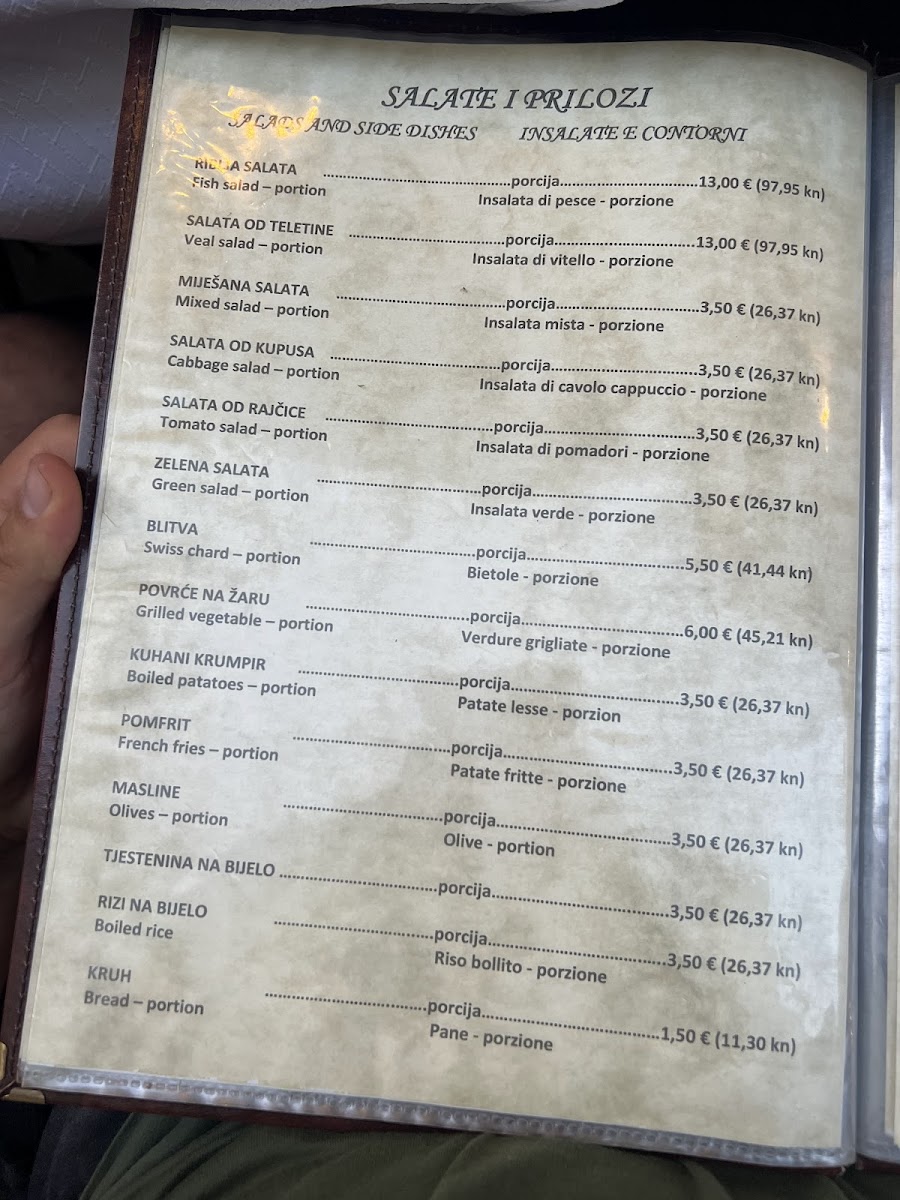 SALATE I PRILOZI
SALADS AND SIDE DISHES INSALATE E CONTORNI
RIBLJA SALATA ........................................porcija..............................13,00 € (97,95 kn)
Fish salad – portion Insalata di pesce - porzione
SALATA OD TELETINE ..................................porcija..............................13,00 € (97,95 kn)
Veal salad – portion Insalata di vitello - porzione
MIJEŠANA SALATA ....................................porcija...............................3,50 € (26,37 kn)
Mixed salad – portion Insalata mista - porzione
SALATA OD KUPUSA ....................................porcija...............................3,50 € (26,37 kn)
Cabbage salad – portion Insalata di cavolo cappuccio - porzione
SALATA OD RAJČICE ....................................porcija...............................3,50 € (26,37 kn)
Tomato salad – portion Insalata di pomadori - porzione
ZELENA SALATA ....................................porcija...................................3,50 € (26,37 kn)
Green salad – portion Insalata verde - porzione
BLITVA ....................................porcija...................................5,50 € (41,44 kn)
Swiss chard – portion Bietole - porzione
POVRĆE NA ŽARU ....................................porcija...................................6,00 € (45,21 kn)
Grilled vegetable – portion Verdure grigliate - porzione
KUHANI KRUMPIR ...................................porcija.....................................3,50 € (26,37 kn)
Boiled patatoes – portion Patate lesse - porzion
POMFRIT ...................................porcija.....................................3,50 € (26,37 kn)
French fries – portion Patate fritte - porzione
MASLINE ...................................porcija.....................................3,50 € (26,37 kn)
Olives – portion Olive - portion
TJESTENINA NA BIJELO ...................................porcija.....................................3,50 € (26,37 kn)
RIZI NA BIJELO ...................................porcija.....................................3,50 € (26,37 kn)
Boiled rice Riso bollito - porzione
KRUH ...................................porcija.....................................1,50 € (11,30 kn)
Bread – portion Pane - porzione